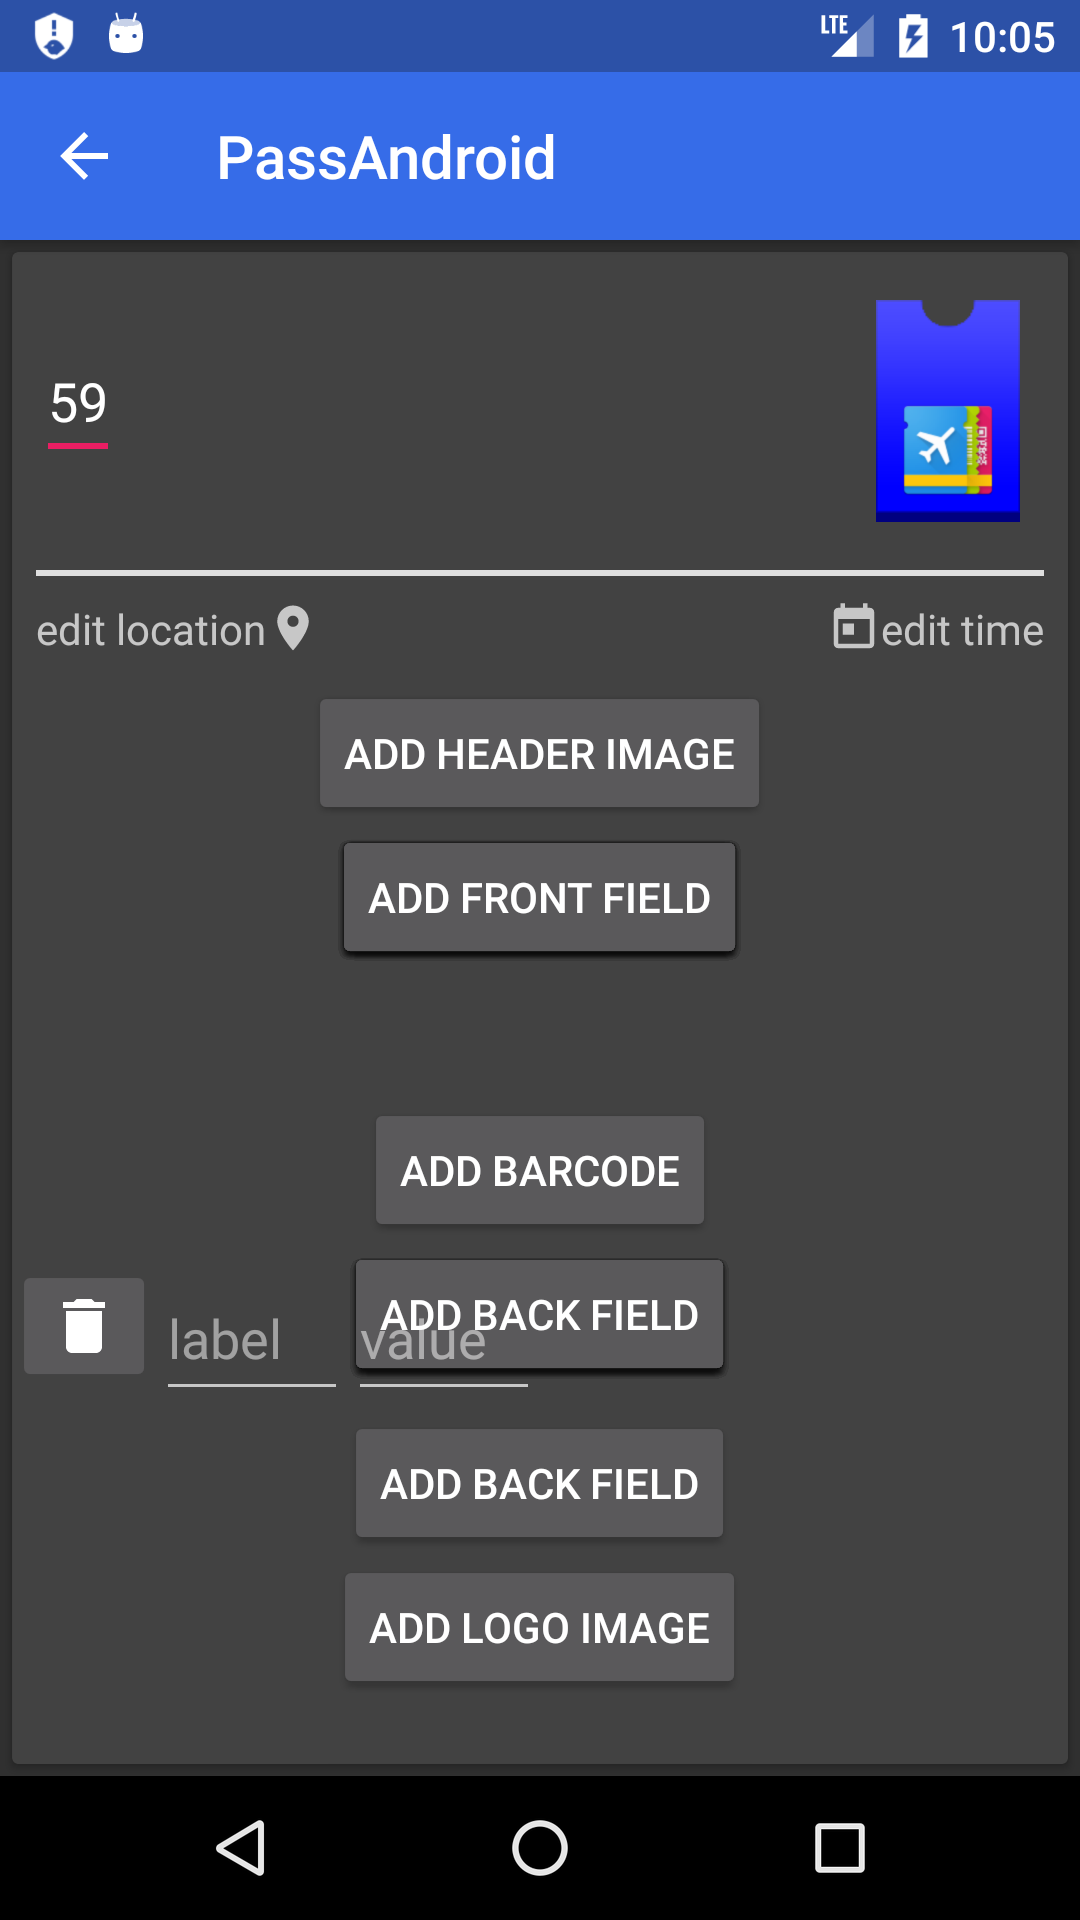 LTE 10:05
PassAndroid
59
edit location edit time
ADD HEADER IMAGE
ADD FRONT FIELD
ADD BARCODE
ADD BACK FIELD
label value
ADD BACK FIELD
ADD LOGO IMAGE